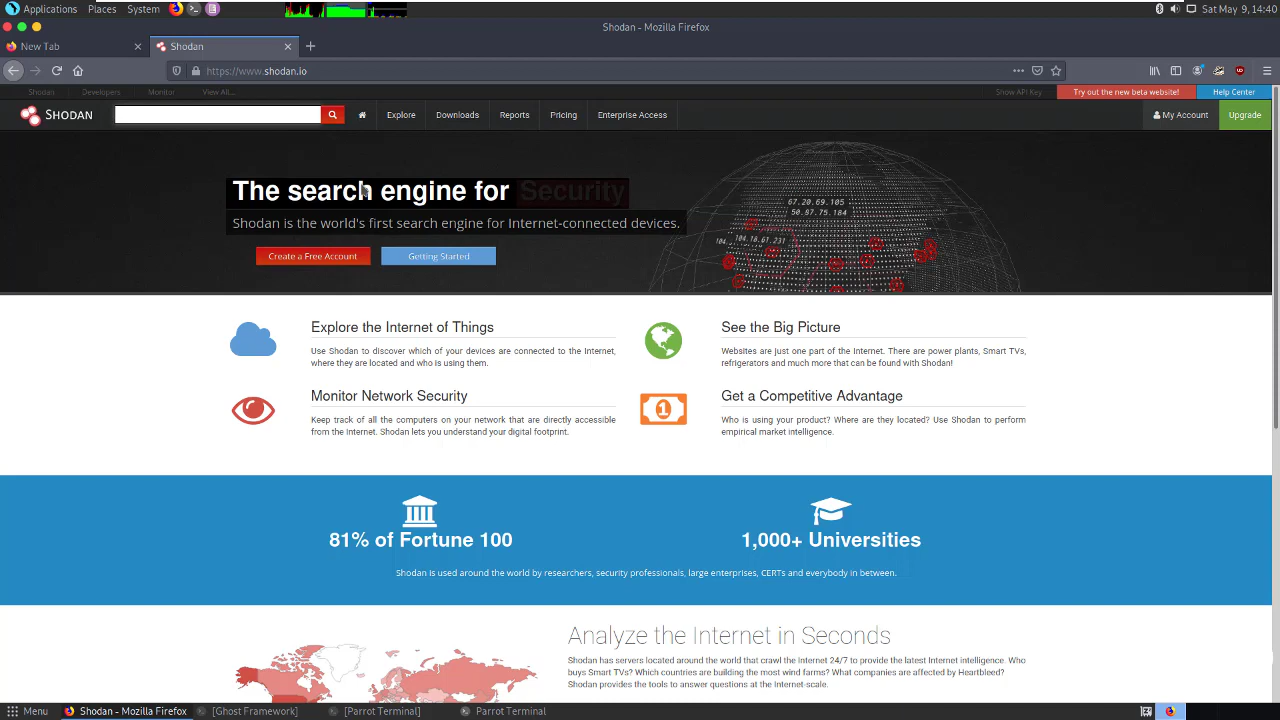 Applications Places System
Sat May 9, 14:40
Shodan - Mozilla Firefox
New Tab
Shodan
https://www.shodan.io
Shodan Developers Monitor View All...
Show API Key
Try out the new beta website!
Help Center
SHODAN
Explore Downloads Reports Pricing Enterprise Access
My Account
Upgrade
The search engine for Security
Shodan is the world's first search engine for Internet-connected devices.
Create a Free Account
Getting Started
67.20.69.105
50.87.75.184
104.18.61.231
104.
Explore the Internet of Things
Use Shodan to discover which of your devices are connected to the Internet,
where they are located and who is using them.
See the Big Picture
Websites are just one part of the Internet. There are power plants, Smart TVs,
refrigerators and much more that can be found with Shodan!
Monitor Network Security
Keep track of all the computers on your network that are directly accessible
from the Internet. Shodan lets you understand your digital footprint.
1
Get a Competitive Advantage
Who is using your product? Where are they located? Use Shodan to perform
empirical market intelligence.
81% of Fortune 100
1,000+ Universities
Shodan is used around the world by researchers, security professionals, large enterprises, CERTs and everybody in between.
Analyze the Internet in Seconds
Shodan has servers located around the world that crawl the Internet 24/7 to provide the latest Internet intelligence. Who
buys Smart TVs? Which countries are building the most wind farms? What companies are affected by Heartbleed?
Shodan provides the tools to answer questions at the Internet-scale.
Menu
Shodan - Mozilla Firefox
[Ghost Framework]
[Parrot Terminal]
Parrot Terminal